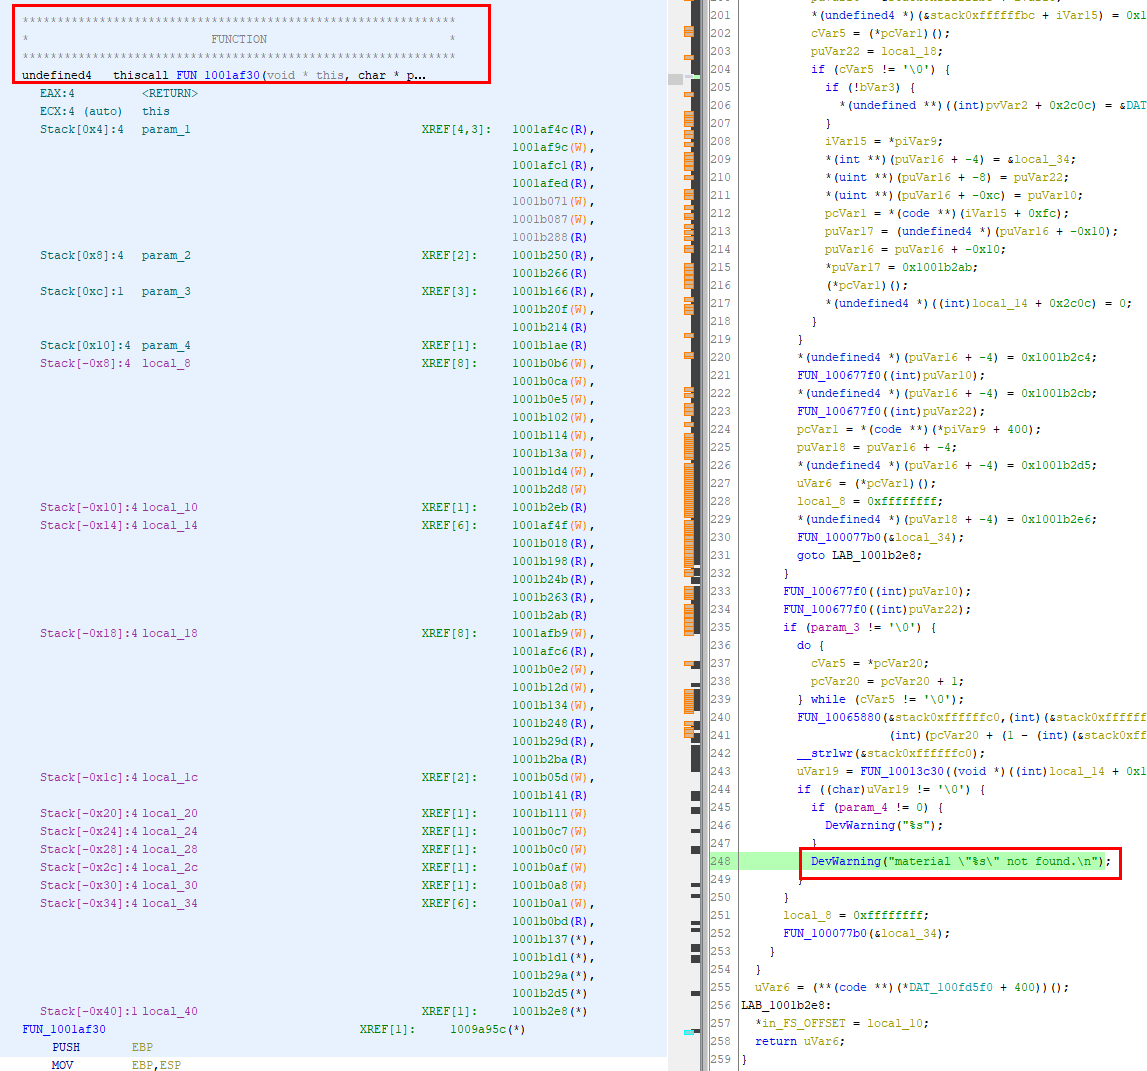 **************************************************************
* FUNCTION *
**************************************************************
undefined4 __thiscall FUN_1001af30(void * this, char * p...
EAX:4 <RETURN>
ECX:4 (auto) this
Stack[0x4]:4 param_1 XREF[4,3]: 1001af4c(R),
1001af9c(W),
1001afc1(R),
1001afed(R),
1001b071(W),
1001b087(W),
1001b288(R)
Stack[0x8]:4 param_2 XREF[2]: 1001b250(R),
1001b266(R)
Stack[0xc]:1 param_3 XREF[3]: 1001b166(R),
1001b20f(W),
1001b214(R)
Stack[0x10]:4 param_4 XREF[1]: 1001b1ae(R)
Stack[-0x8]:4 local_8 XREF[8]: 1001b0b6(W),
1001b0ca(W),
1001b0e5(W),
1001b102(W),
1001b114(W),
1001b13a(W),
1001b1d4(W),
1001b2d8(W)
Stack[-0x10]:4 local_10 XREF[1]: 1001b2eb(R)
Stack[-0x14]:4 local_14 XREF[6]: 1001af4f(W),
1001b018(R),
1001b198(R),
1001b24b(R),
1001b263(R),
1001b2ab(R)
Stack[-0x18]:4 local_18 XREF[8]: 1001afb9(W),
1001afc6(R),
1001b0e2(W),
1001b12d(W),
1001b134(W),
1001b248(R),
1001b29d(R),
1001b2ba(R)
Stack[-0x1c]:4 local_1c XREF[2]: 1001b05d(W),
1001b141(R)
Stack[-0x20]:4 local_20 XREF[1]: 1001b111(W)
Stack[-0x24]:4 local_24 XREF[1]: 1001b0c7(W)
Stack[-0x28]:4 local_28 XREF[1]: 1001b0c0(W)
Stack[-0x2c]:4 local_2c XREF[1]: 1001b0af(W)
Stack[-0x30]:4 local_30 XREF[1]: 1001b0a8(W)
Stack[-0x34]:4 local_34 XREF[6]: 1001b0a1(W),
1001b0bd(R),
1001b137(*),
1001b1d1(*),
1001b29a(*),
1001b2d5(*)
Stack[-0x40]:1 local_40 XREF[1]: 1001b2e8(*)
FUN_1001af30 XREF[1]: 1009a95c(*)
PUSH EBP
MOV EBP,ESP
201 *(undefined4 *)(&stack0xffffffbc + iVar15) = 0x1
202 cVar5 = (*pcVar1)();
203 puVar22 = local_18;
204 if (cVar5 != '\0') {
205 if (!bVar3) {
206 *(undefined **)((int)pvVar2 + 0x2c0c) = &DAT
207 }
208 iVar15 = *piVar9;
209 *(int **)(puVar16 + -4) = &local_34;
210 *(uint **)(puVar16 + -8) = puVar22;
211 *(uint **)(puVar16 + -0xc) = puVar10;
212 pcVar1 = *(code **)(iVar15 + 0xfc);
213 puVar17 = (undefined4 *)(puVar16 + -0x10);
214 puVar16 = puVar16 + -0x10;
215 *puVar17 = 0x1001b2ab;
216 (*pcVar1)();
217 *(undefined4 *)((int)local_14 + 0x2c0c) = 0;
218 }
219 }
220 *(undefined4 *)(puVar16 + -4) = 0x1001b2c4;
221 FUN_100677f0((int)puVar10);
222 *(undefined4 *)(puVar16 + -4) = 0x1001b2cb;
223 FUN_100677f0((int)puVar22);
224 pcVar1 = *(code **)(*piVar9 + 400);
225 puVar18 = puVar16 + -4;
226 *(undefined4 *)(puVar16 + -4) = 0x1001b2d5;
227 uVar6 = (*pcVar1)();
228 local_8 = 0xffffffff;
229 *(undefined4 *)(puVar18 + -4) = 0x1001b2e6;
230 FUN_100077b0(&local_34);
231 goto LAB_1001b2e8;
232 }
233 FUN_100677f0((int)puVar10);
234 FUN_100677f0((int)puVar22);
235 if (param_3 != '\0') {
236 do {
237 cVar5 = *pcVar20;
238 pcVar20 = pcVar20 + 1;
239 } while (cVar5 != '\0');
240 FUN_10065880(&stack0xffffffc0,(int)(&stack0xffffff
241 (int)(pcVar20 + (1 - (int)(&stack0xff
242 __strlwr(&stack0xffffffc0);
243 uVar19 = FUN_10013c30((void *)((int)local_14 + 0x1
244 if ((char)uVar19 != '\0') {
245 if (param_4 != 0) {
246 DevWarning("%s");
247 }
248 DevWarning("material \"%s\" not found.\n");
249 }
250 }
251 local_8 = 0xffffffff;
252 FUN_100077b0(&local_34);
253 }
254 }
255 uVar6 = (**(code **)(*DAT_100fd5f0 + 400))();
256 LAB_1001b2e8:
257 *in_FS_OFFSET = local_10;
258 return uVar6;
259 }